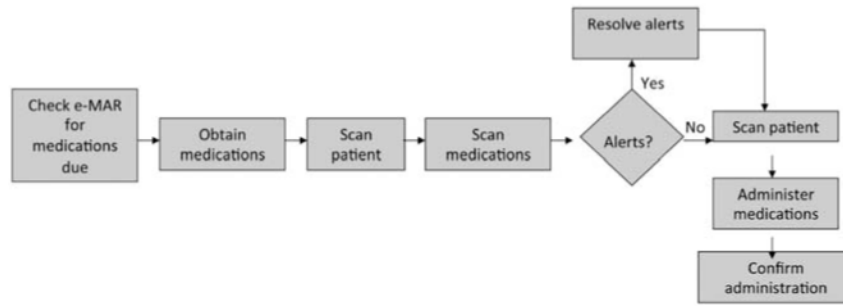 Check e-MAR
for
medications
due
Obtain
medications
Scan
patient
Scan
medications
Alerts?
Yes
No
Resolve alerts
Scan patient
Administer
medications
Confirm
administration